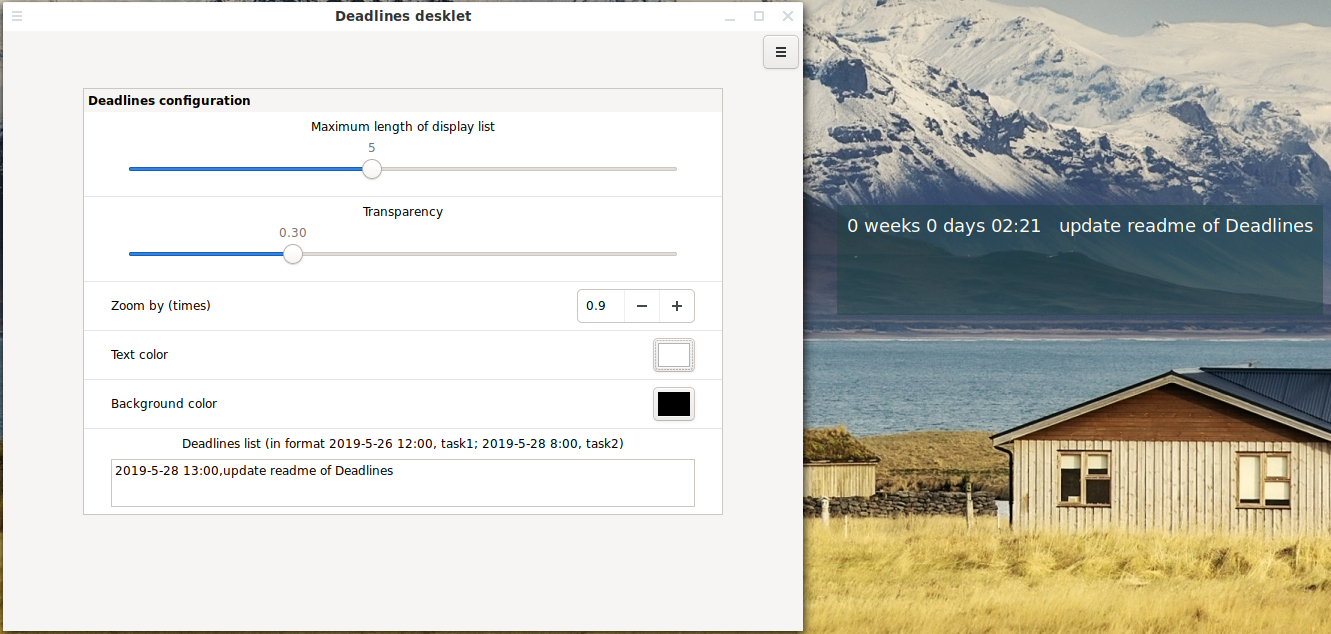 Deadlines desklet
Deadlines configuration
Maximum length of display list
5
Transparency
0.30
Zoom by (times)
0.9
Text color
Background color
Deadlines list (in format 2019-5-26 12:00, task1; 2019-5-28 8:00, task2)
2019-5-28 13:00,update readme of Deadlines
0 weeks 0 days 02:21 update readme of Deadlines